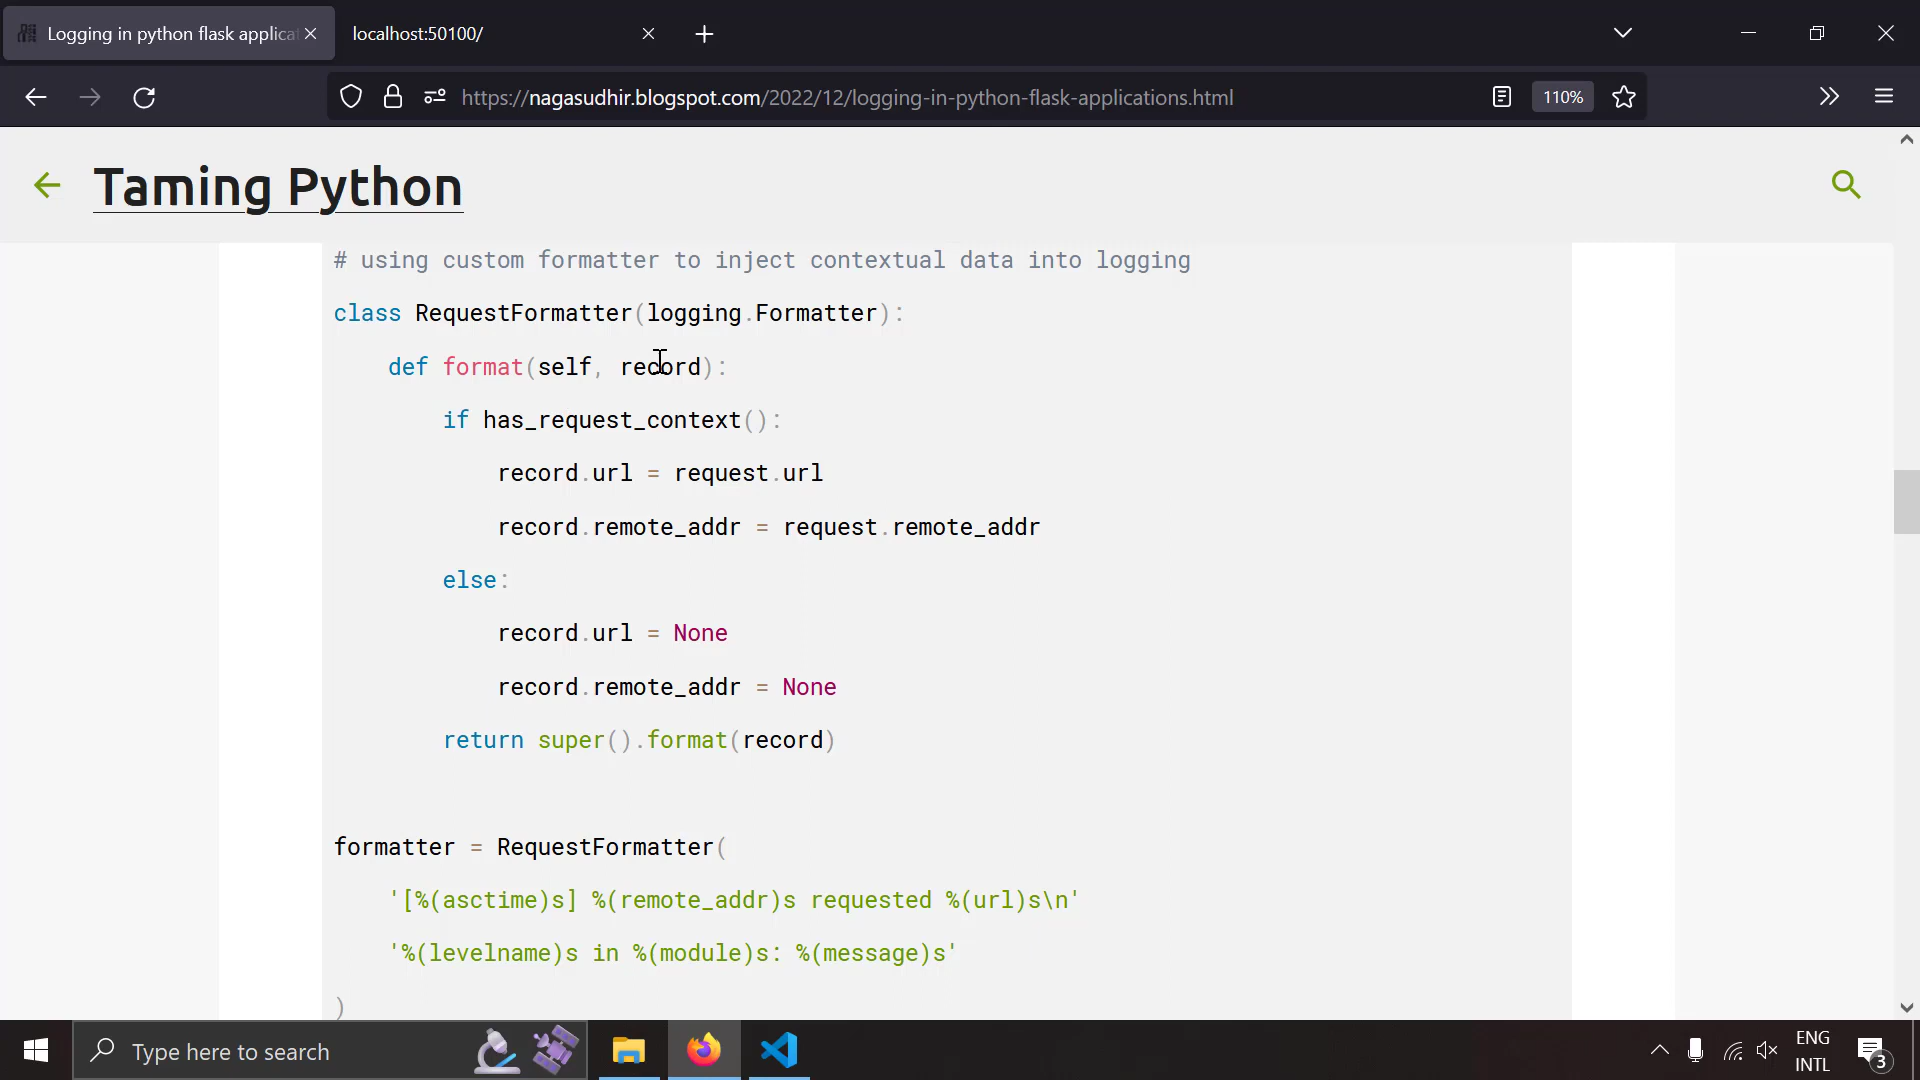 Logging in python flask applica
localhost:50100/
https://nagasudhir.blogspot.com/2022/12/logging-in-python-flask-applications.html
110%
Taming Python
# using custom formatter to inject contextual data into logging
class RequestFormatter(logging.Formatter):
    def format(self, record):
        if has_request_context():
            record.url = request.url
            record.remote_addr = request.remote_addr
        else:
            record.url = None
            record.remote_addr = None
        return super().format(record)
formatter = RequestFormatter(
    '[%(asctime)s] %(remote_addr)s requested %(url)s\n'
    '%(levelname)s in %(module)s: %(message)s'
)
Type here to search
ENG
INTL
3